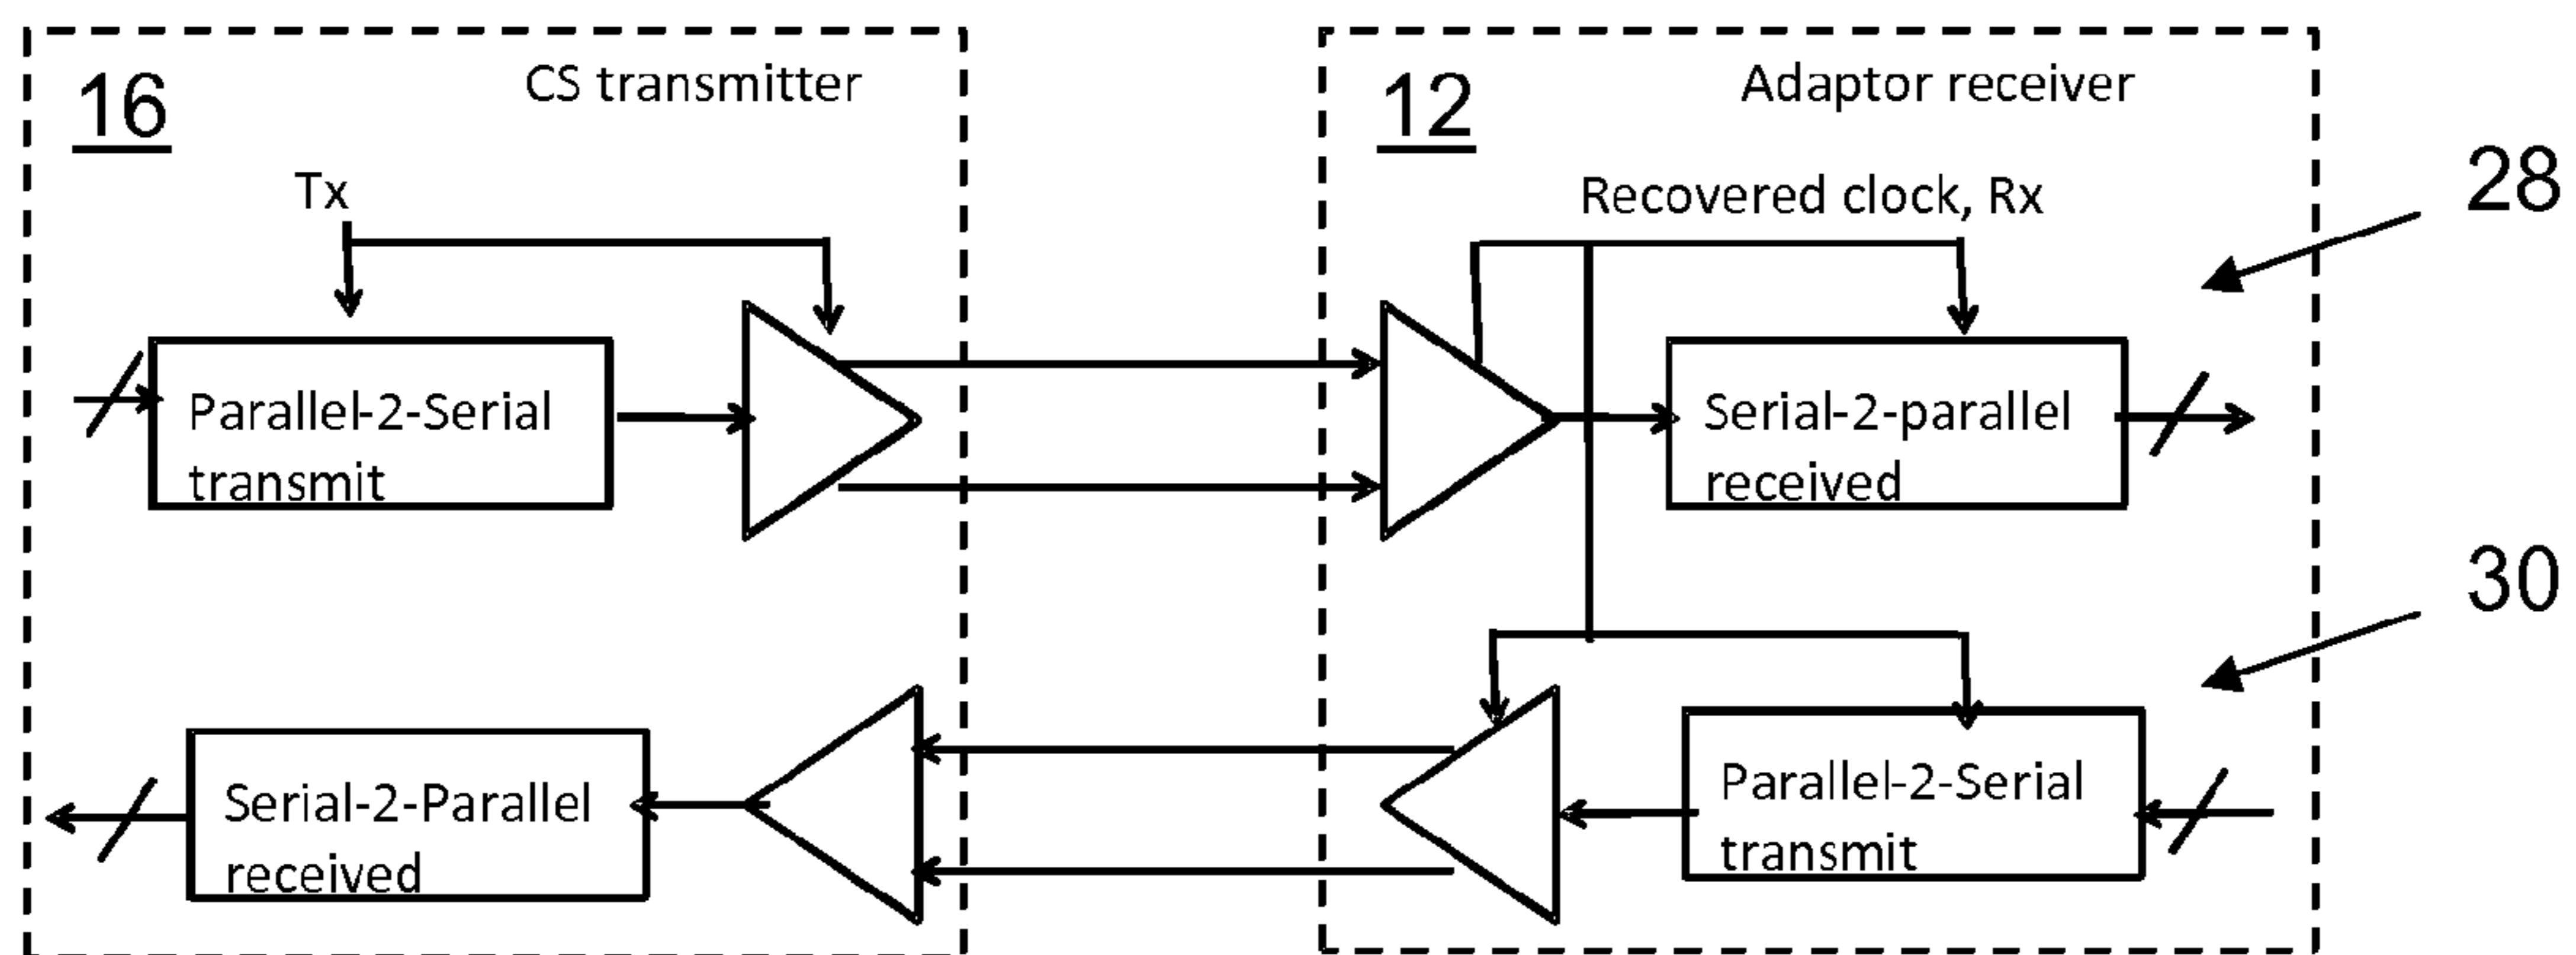 16
CS transmitter
12
Adaptor receiver
Tx
Recovered clock, Rx
28
Parallel-2-Serial
transmit
Serial-2-parallel
received
30
Serial-2-Parallel
received
Parallel-2-Serial
transmit